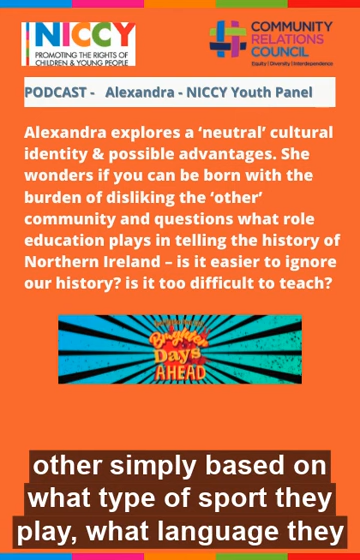 NICCY
PROMOTING THE RIGHTS OF
CHILDREN & YOUNG PEOPLE
COMMUNITY
RELATIONS
COUNCIL
Equity | Diversity | Interdependence
PODCAST - Alexandra - NICCY Youth Panel
Alexandra explores a ‘neutral’ cultural
identity & possible advantages. She
wonders if you can be born with the
burden of disliking the ‘other’
community and questions what role
education plays in telling the history of
Northern Ireland – is it easier to ignore
our history? is it too difficult to teach?
Brighter
Days
AHEAD
other simply based on
what type of sport they
play, what language they